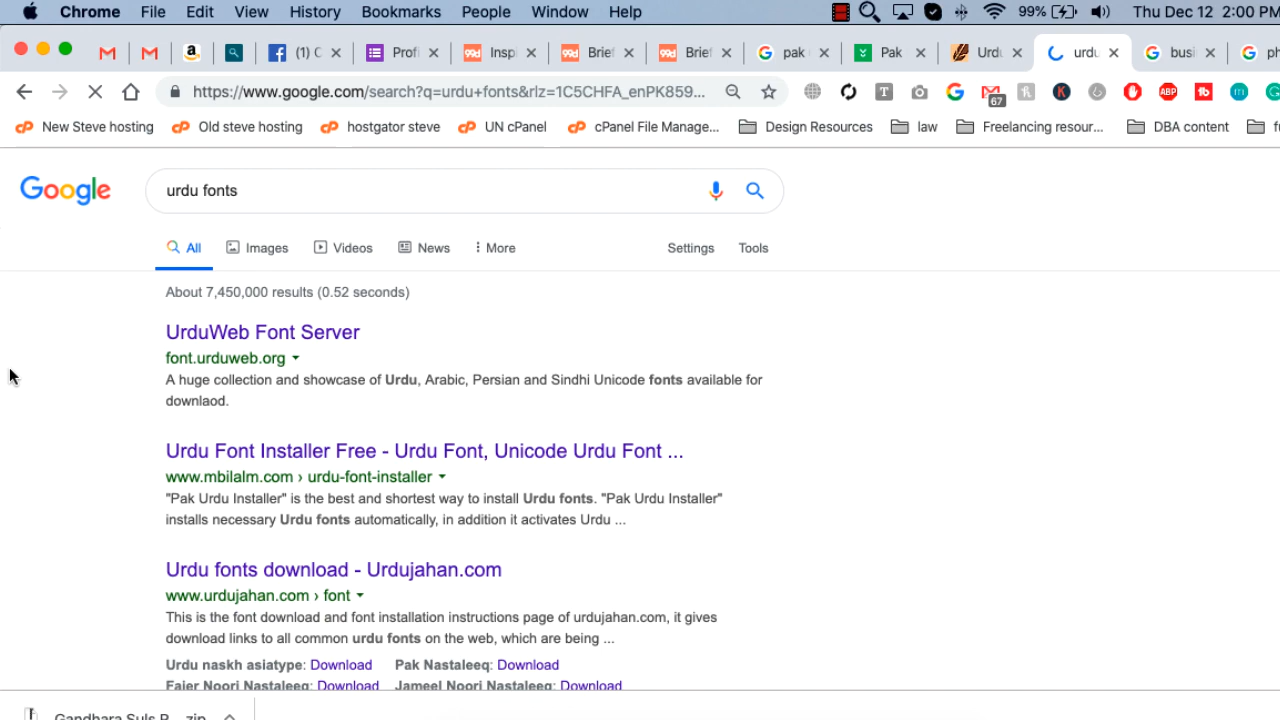 Chrome File Edit View History Bookmarks People Window Help 99% Thu Dec 12 2:00 PM
(1) C Profi Inspi Brief Brief pak Pak Urdu urdu busi ph
https://www.google.com/search?q=urdu+fonts&rlz=1C5CHFA_enPK859... 67 ABP
New Steve hosting Old steve hosting hostgator steve UN cPanel cPanel File Manage... Design Resources law Freelancing resour... DBA content
Google urdu fonts
All Images Videos News More Settings Tools
About 7,450,000 results (0.52 seconds)
UrduWeb Font Server
font.urduweb.org
A huge collection and showcase of Urdu, Arabic, Persian and Sindhi Unicode fonts available for
downlaod.
Urdu Font Installer Free - Urdu Font, Unicode Urdu Font ...
www.mbilalm.com › urdu-font-installer
"Pak Urdu Installer" is the best and shortest way to install Urdu fonts. "Pak Urdu Installer"
installs necessary Urdu fonts automatically, in addition it activates Urdu ...
Urdu fonts download - Urdujahan.com
www.urdujahan.com › font
This is the font download and font installation instructions page of urdujahan.com, it gives
download links to all common urdu fonts on the web, which are being ...
Urdu naskh asiatype: Download Pak Nastaleeq: Download
Fajer Noori Nastaleeq: Download Jameel Noori Nastaleeq: Download
Gandhara Suls R....zip